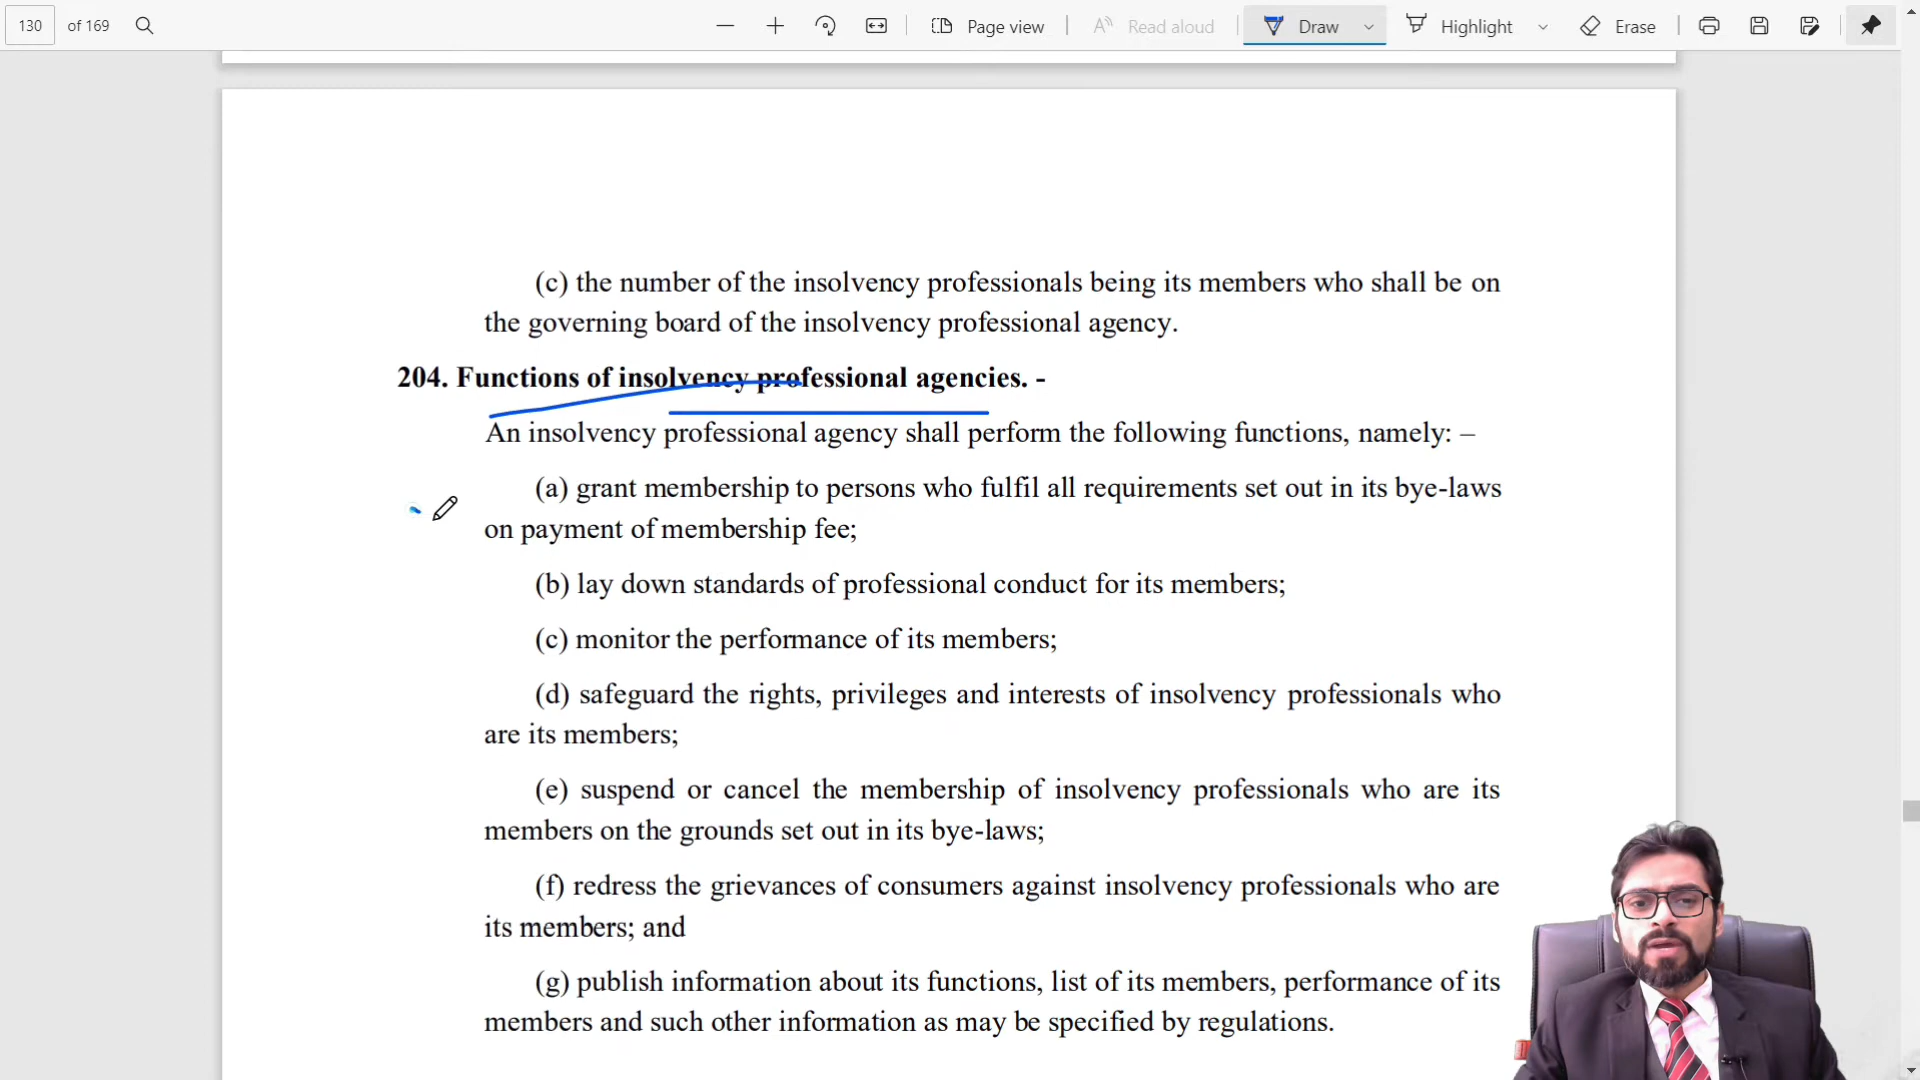 130 of 169 Page view Read aloud Draw Highlight Erase
(c) the number of the insolvency professionals being its members who shall be on
the governing board of the insolvency professional agency.
204. Functions of insolvency professional agencies. -
An insolvency professional agency shall perform the following functions, namely: –
(a) grant membership to persons who fulfil all requirements set out in its bye-laws
on payment of membership fee;
(b) lay down standards of professional conduct for its members;
(c) monitor the performance of its members;
(d) safeguard the rights, privileges and interests of insolvency professionals who
are its members;
(e) suspend or cancel the membership of insolvency professionals who are its
members on the grounds set out in its bye-laws;
(f) redress the grievances of consumers against insolvency professionals who are
its members; and
(g) publish information about its functions, list of its members, performance of its
members and such other information as may be specified by regulations.